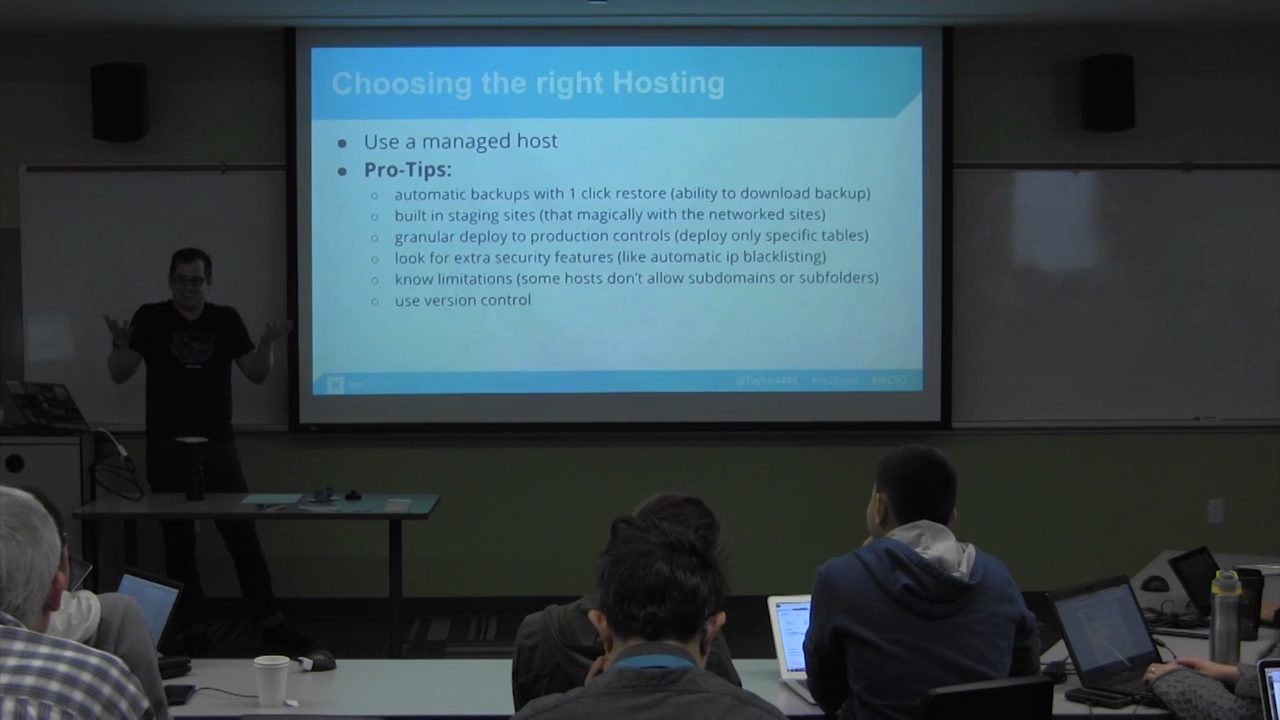 Choosing the right Hosting
● Use a managed host
● Pro-Tips:
○ automatic backups with 1 click restore (ability to download backup)
○ built in staging sites (that magically with the networked sites)
○ granular deploy to production controls (deploy only specific tables)
○ look for extra security features (like automatic ip blacklisting)
○ know limitations (some hosts don't allow subdomains or subfolders)
○ use version control
@Taylor4484 #multisite #WCTO